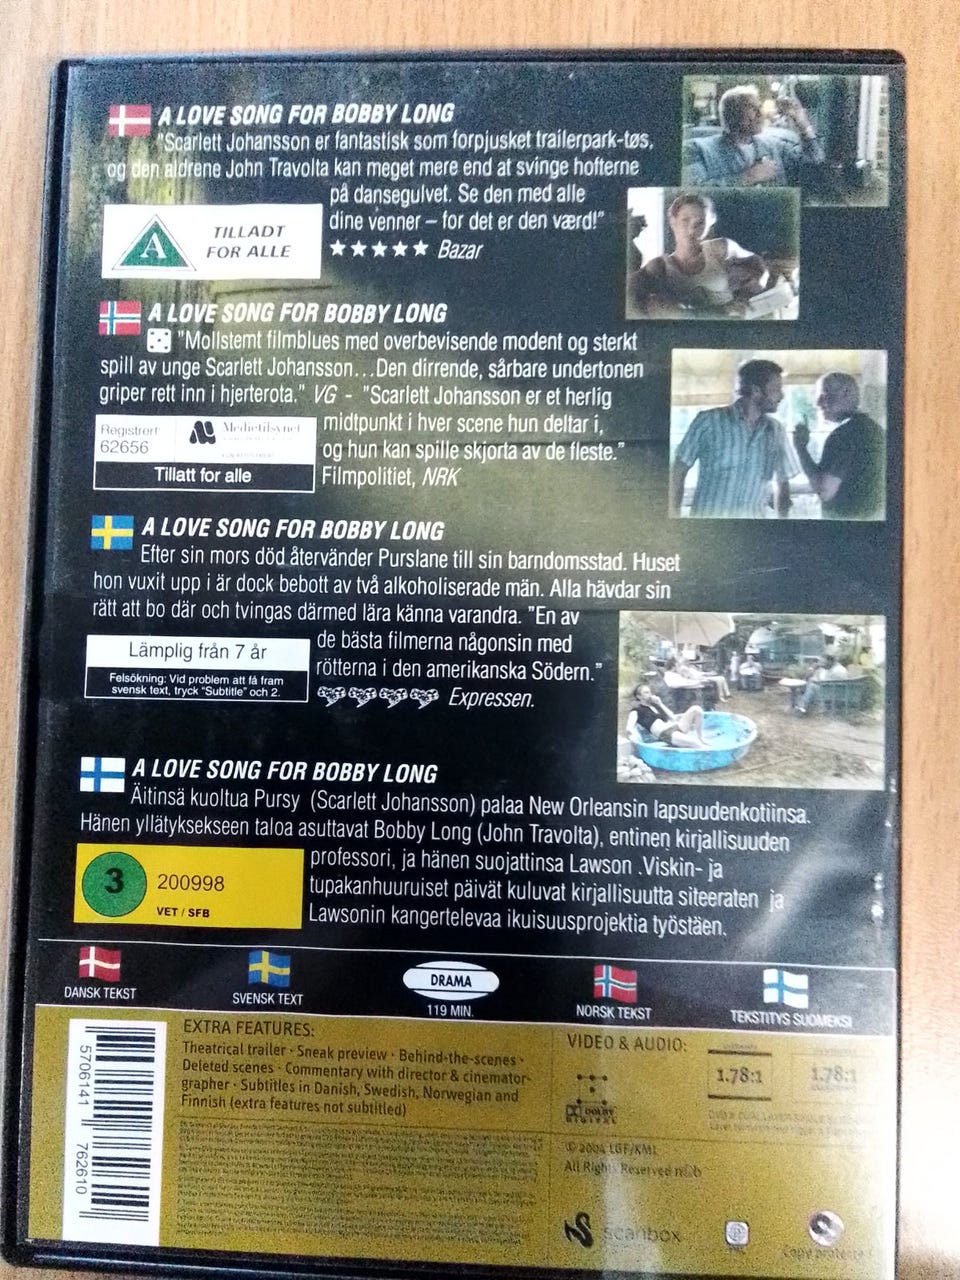 A LOVE SONG FOR BOBBY LONG
"Scarlett Johansson er fantastisk som forpjusket trailerpark-tøs,
og den aldrene John Travolta kan meget mere end at svinge hofterne
på dansegulvet. Se den med alle
dine venner – for det er den værd!"
★★★★★ Bazar
A
TILLADT
FOR ALLE
A LOVE SONG FOR BOBBY LONG
"Mollstemt filmblues med overbevisende modent og sterkt
spill av unge Scarlett Johansson...Den dirrende, sårbare undertonen
griper rett inn i hjerterota." VG - "Scarlett Johansson er et herlig
midtpunkt i hver scene hun deltar i,
og hun kan spille skjorta av de fleste."
Filmpolitiet, NRK
Registrert
62656
Medietilsynet
Tillatt for alle
A LOVE SONG FOR BOBBY LONG
Efter sin mors död återvänder Purslane till sin barndomsstad. Huset
hon vuxit upp i är dock bebott av två alkoholiserade män. Alla hävdar sin
rätt att bo där och tvingas därmed lära känna varandra. "En av
de bästa filmerna någonsin med
rötterna i den amerikanska Södern."
Expressen.
Lämplig från 7 år
Felsökning: Vid problem att få fram
svensk text, tryck "Subtitle" och 2.
A LOVE SONG FOR BOBBY LONG
Äitinsä kuoltua Pursy (Scarlett Johansson) palaa New Orleansin lapsuudenkotiinsa.
Hänen yllätyksekseen taloa asuttavat Bobby Long (John Travolta), entinen kirjallisuuden
professori, ja hänen suojattinsa Lawson .Viskin- ja
tupakanhuuruiset päivät kuluvat kirjallisuutta siteeraten ja
Lawsonin kangertelevaa ikuisuusprojektia työstäen.
3
200998
VET / SFB
DANSK TEKST
SVENSK TEXT
DRAMA
119 MIN.
NORSK TEKST
TEKSTITYS SUOMEKSI
EXTRA FEATURES:
Theatrical trailer · Sneak preview · Behind-the-scenes ·
Deleted scenes · Commentary with director & cinemator-
grapher · Subtitles in Danish, Swedish, Norwegian and
Finnish (extra features not subtitled)
5706141 762610
VIDEO & AUDIO:
DOLBY
DIGITAL
1.78:1
1.78:1
© 2004 LGF/KML
All Rights Reserved
scanbox
Copy protected